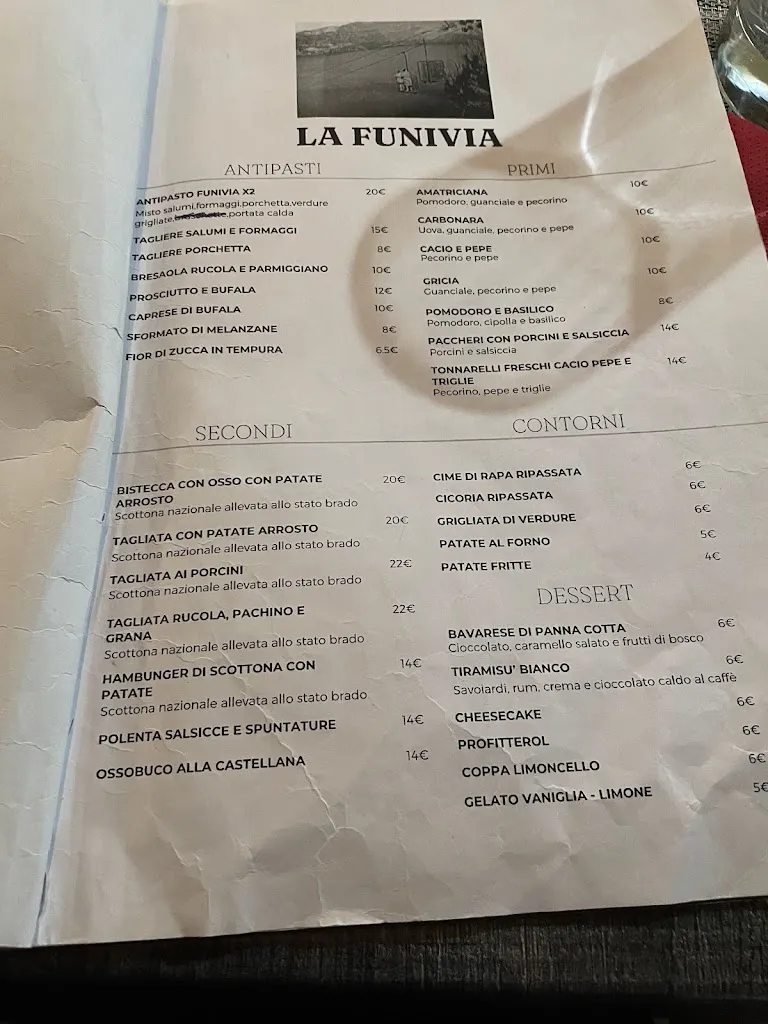 LA FUNIVIA
ANTIPASTI
ANTIPASTO FUNIVIA X2 20€
Misto salumi,formaggi,porchetta,verdure
grigliate,bruschette,portata calda
TAGLIERE SALUMI E FORMAGGI 15€
TAGLIERE PORCHETTA 8€
BRESAOLA RUCOLA E PARMIGGIANO 10€
PROSCIUTTO E BUFALA 12€
CAPRESE DI BUFALA 10€
SFORMATO DI MELANZANE 8€
FIOR DI ZUCCA IN TEMPURA 6.5€
PRIMI
AMATRICIANA 10€
Pomodoro, guanciale e pecorino
CARBONARA 10€
Uova, guanciale, pecorino e pepe
CACIO E PEPE 10€
Pecorino e pepe
GRICIA 10€
Guanciale, pecorino e pepe
POMODORO E BASILICO 8€
Pomodoro, cipolla e basilico
PACCHERI CON PORCINI E SALSICCIA 14€
Porcini e salsiccia
TONNARELLI FRESCHI CACIO PEPE E 14€
TRIGLIE
Pecorino, pepe e triglie
SECONDI
BISTECCA CON OSSO CON PATATE 20€
ARROSTO
Scottona nazionale allevata allo stato brado
TAGLIATA CON PATATE ARROSTO 20€
Scottona nazionale allevata allo stato brado
TAGLIATA AI PORCINI 22€
Scottona nazionale allevata allo stato brado
TAGLIATA RUCOLA, PACHINO E 22€
GRANA
Scottona nazionale allevata allo stato brado
HAMBURGER DI SCOTTONA CON 14€
PATATE
Scottona nazionale allevata allo stato brado
POLENTA SALSICCE E SPUNTATURE 14€
OSSOBUCO ALLA CASTELLANA 14€
CONTORNI
CIME DI RAPA RIPASSATA 6€
CICORIA RIPASSATA 6€
GRIGLIATA DI VERDURE 6€
PATATE AL FORNO 5€
PATATE FRITTE 4€
DESSERT
BAVARESE DI PANNA COTTA 6€
Cioccolato, caramello salato e frutti di bosco
TIRAMISU' BIANCO 6€
Savoiardi, rum, crema e cioccolato caldo al caffè
CHEESECAKE 6€
PROFITTEROL 6€
COPPA LIMONCELLO 6€
GELATO VANIGLIA - LIMONE 5€